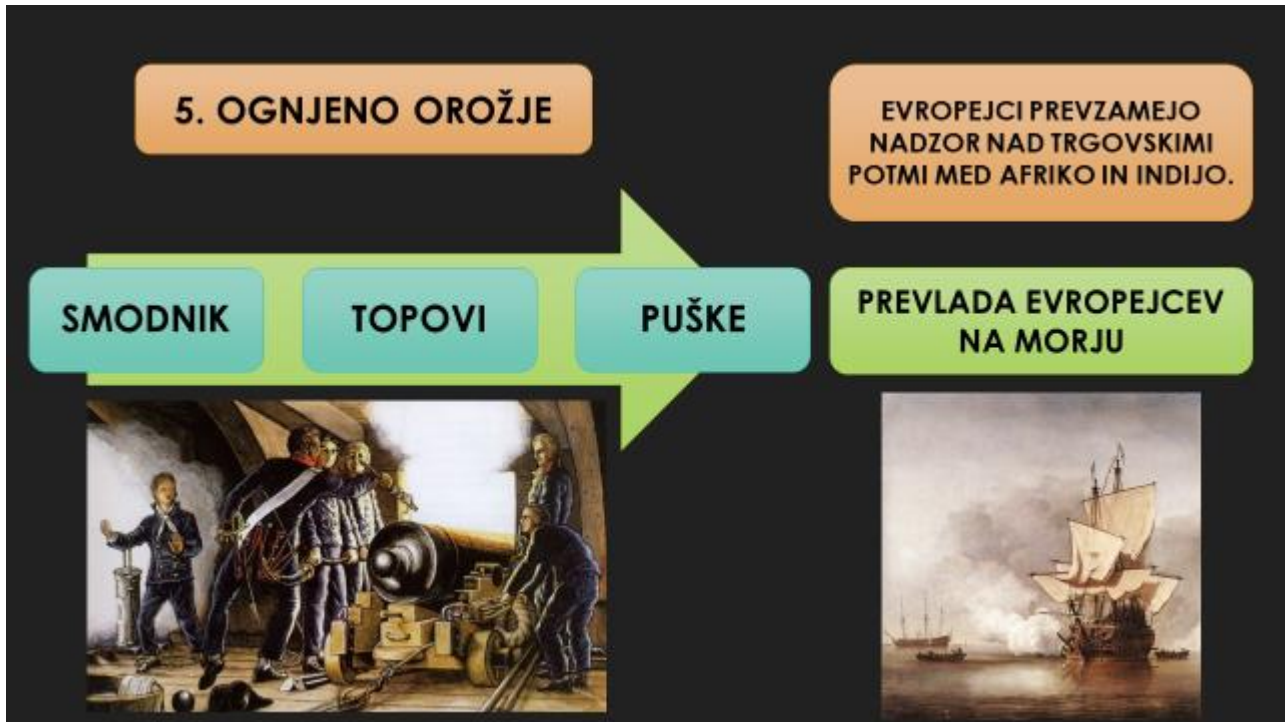 5. OGNJENO OROŽJE
EVROPEJCI PREVZAMEJO
NADZOR NAD TRGOVSKIMI
POTMI MED AFRIKO IN INDIJO.
SMODNIK
TOPOVI
PUŠKE
PREVLADA EVROPEJCEV
NA MORJU